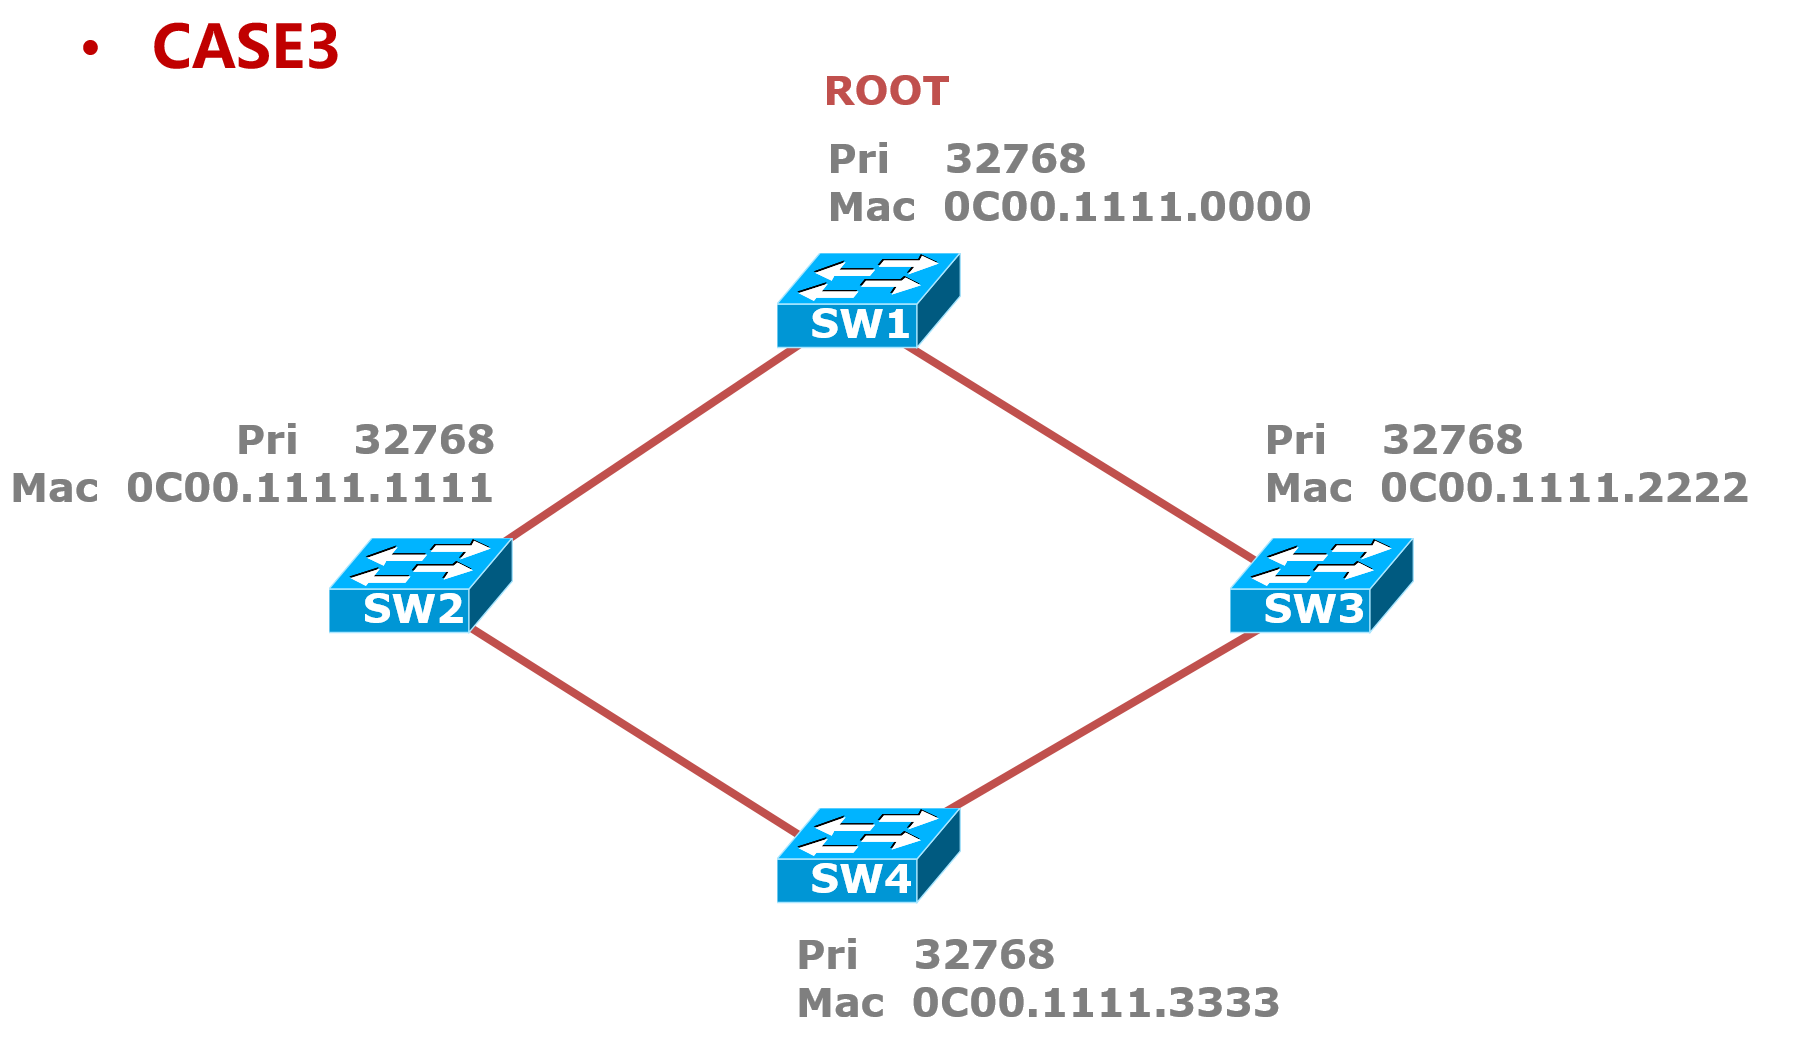 • CASE3
ROOT
Pri 32768
Mac 0C00.1111.0000
SW1
Pri 32768
Mac 0C00.1111.1111
Pri 32768
Mac 0C00.1111.2222
SW2
SW3
SW4
Pri 32768
Mac 0C00.1111.3333